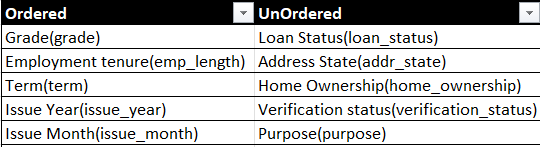 Ordered UnOrdered
Grade(grade) Loan Status(loan_status)
Employment tenure(emp_length) Address State(addr_state)
Term(term) Home Ownership(home_ownership)
Issue Year(issue_year) Verification status(verification_status)
Issue Month(issue_month) Purpose(purpose)